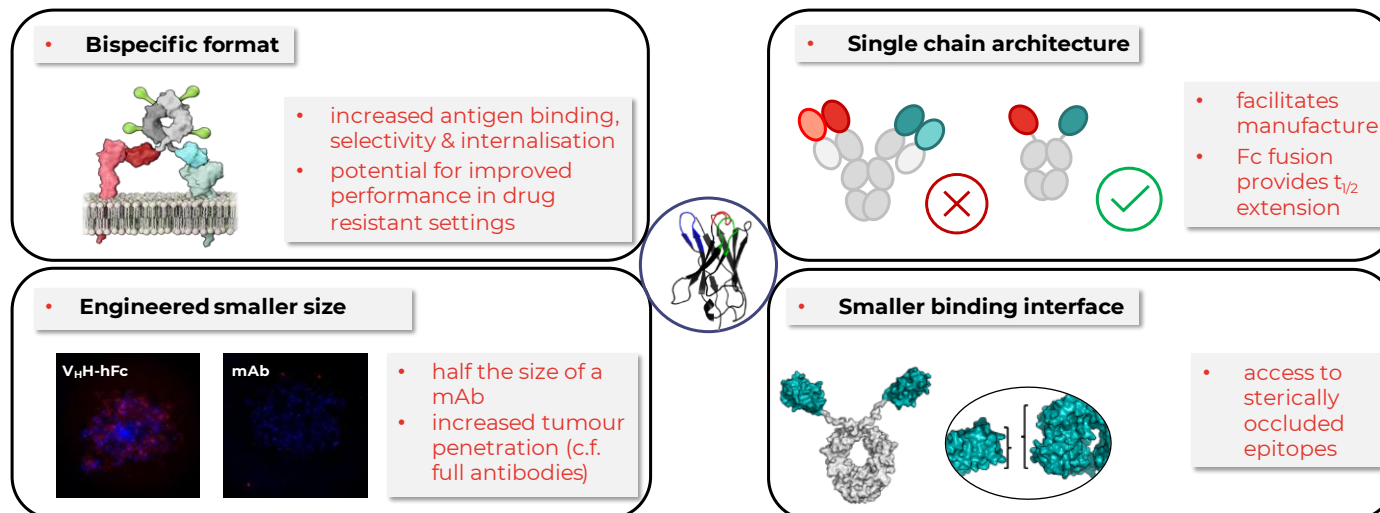 • Bispecific format
• increased antigen binding,
selectivity & internalisation
• potential for improved
performance in drug
resistant settings
• Single chain architecture
• facilitates
manufacture
• Fc fusion
provides t1/2
extension
• Engineered smaller size
VHH-hFc
mAb
• half the size of a
mAb
• increased tumour
penetration (c.f.
full antibodies)
• Smaller binding interface
• access to
sterically
occluded
epitopes